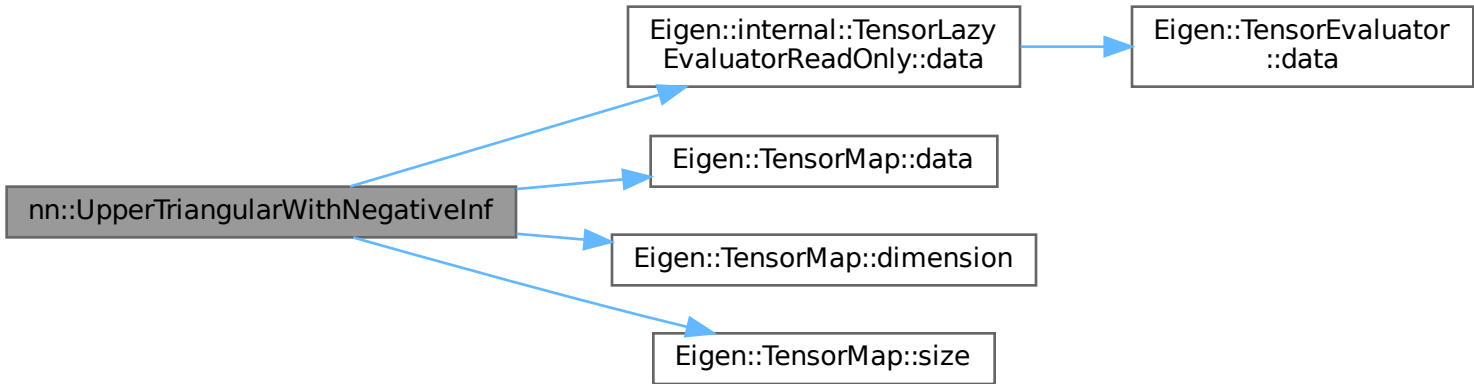 Eigen::internal::TensorLazy
EvaluatorReadOnly::data
Eigen::TensorEvaluator
::data
Eigen::TensorMap::data
nn::UpperTriangularWithNegativeInf
Eigen::TensorMap::dimension
Eigen::TensorMap::size